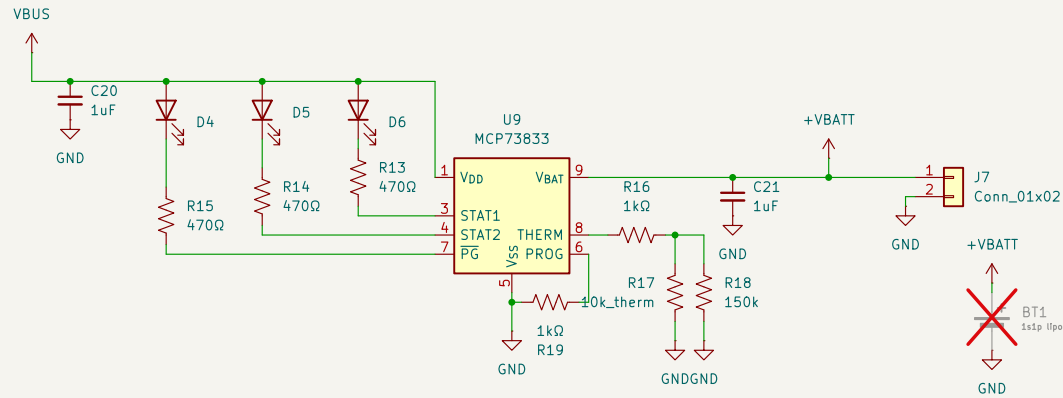 VBUS
C20
1uF
GND
D4
D5
D6
R15
470Ω
R14
470Ω
R13
470Ω
U9
MCP73833
1
VDD
3
STAT1
4
STAT2
7
PG
VSS
5
VBAT
9
THERM
8
PROG
6
R16
1kΩ
C21
1uF
GND
+VBATT
1
2
J7
Conn_01x02
GND
R17
10k_therm
R18
150k
GND
GND
1kΩ
R19
GND
+VBATT
BT1
1s1p lipo
GND